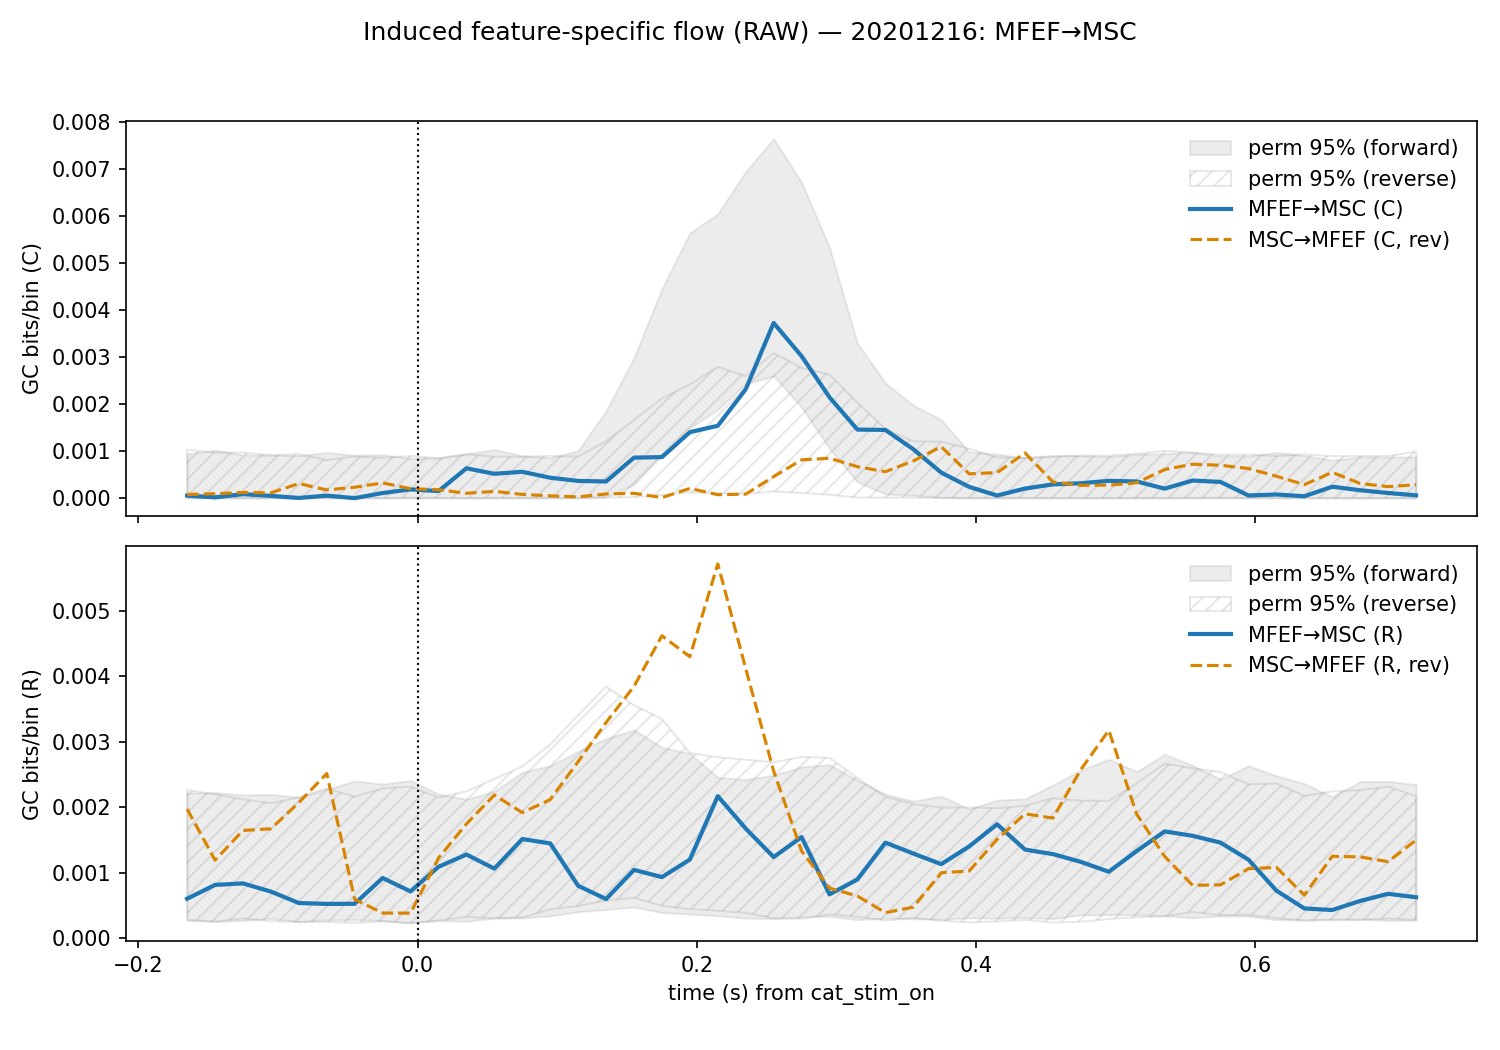 Induced feature-specific flow (RAW) — 20201216: MFEF→MSC
GC bits/bin (C)
0.008
0.007
0.006
0.005
0.004
0.003
0.002
0.001
0.000
perm 95% (forward)
perm 95% (reverse)
MFEF→MSC (C)
MSC→MFEF (C, rev)
GC bits/bin (R)
0.005
0.004
0.003
0.002
0.001
0.000
perm 95% (forward)
perm 95% (reverse)
MFEF→MSC (R)
MSC→MFEF (R, rev)
−0.2
0.0
0.2
0.4
0.6
time (s) from cat_stim_on